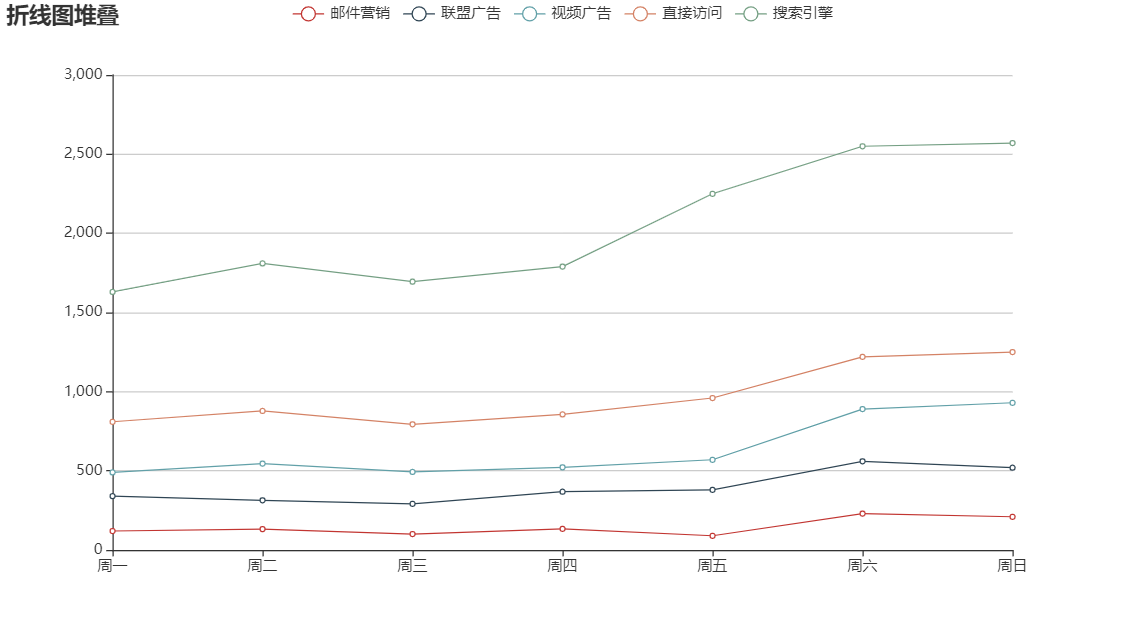 折线图堆叠
邮件营销 联盟广告 视频广告 直接访问 搜索引擎
3,000
2,500
2,000
1,500
1,000
500
0
周一 周二 周三 周四 周五 周六 周日